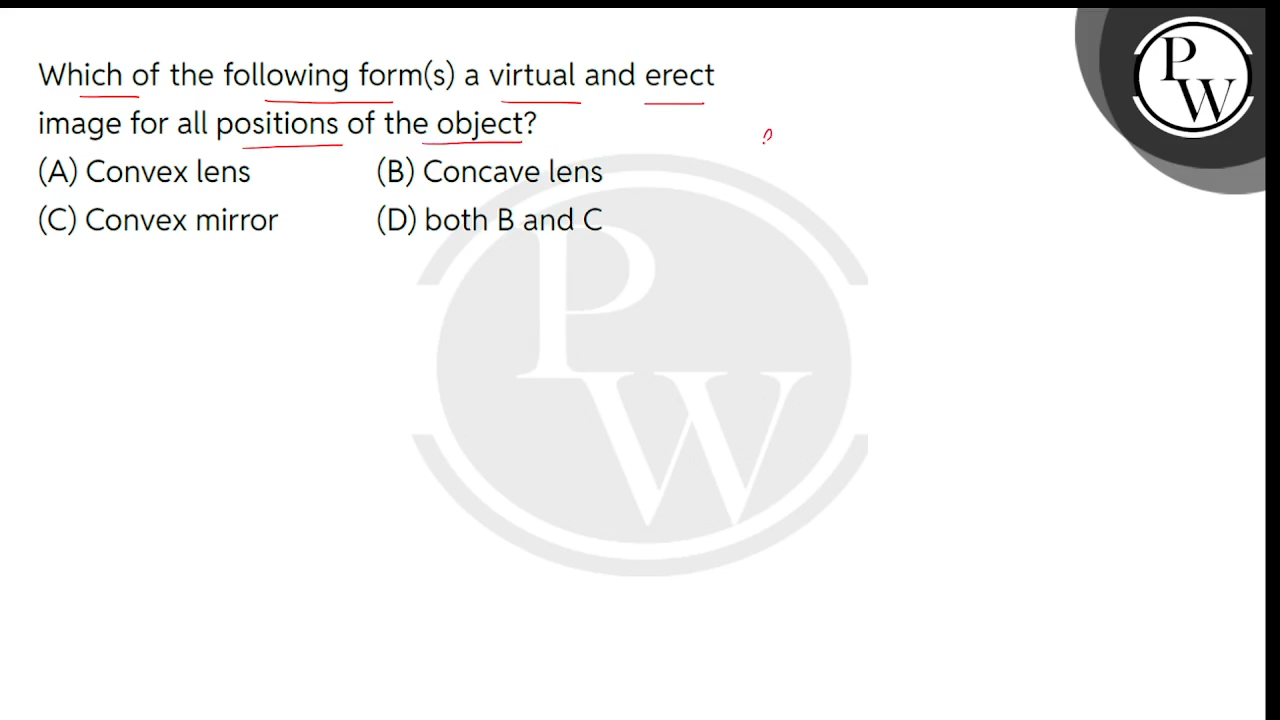 Which of the following form(s) a virtual and erect
image for all positions of the object?
(A) Convex lens (B) Concave lens
(C) Convex mirror (D) both B and C
P
W
P
W